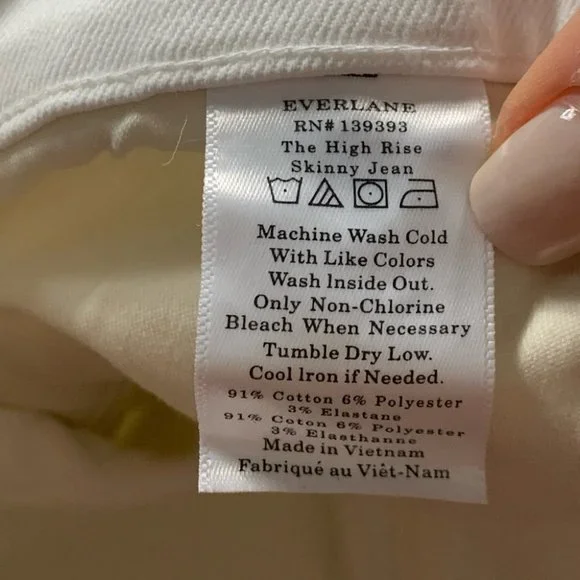 EVERLANE
RN# 139393
The High Rise
Skinny Jean
Machine Wash Cold
With Like Colors
Wash Inside Out.
Only Non-Chlorine
Bleach When Necessary
Tumble Dry Low.
Cool Iron if Needed.
91% Cotton 6% Polyester
3% Elastane
91% Coton 6% Polyester
3% Elasthanne
Made in Vietnam
Fabriqué au Viêt-Nam